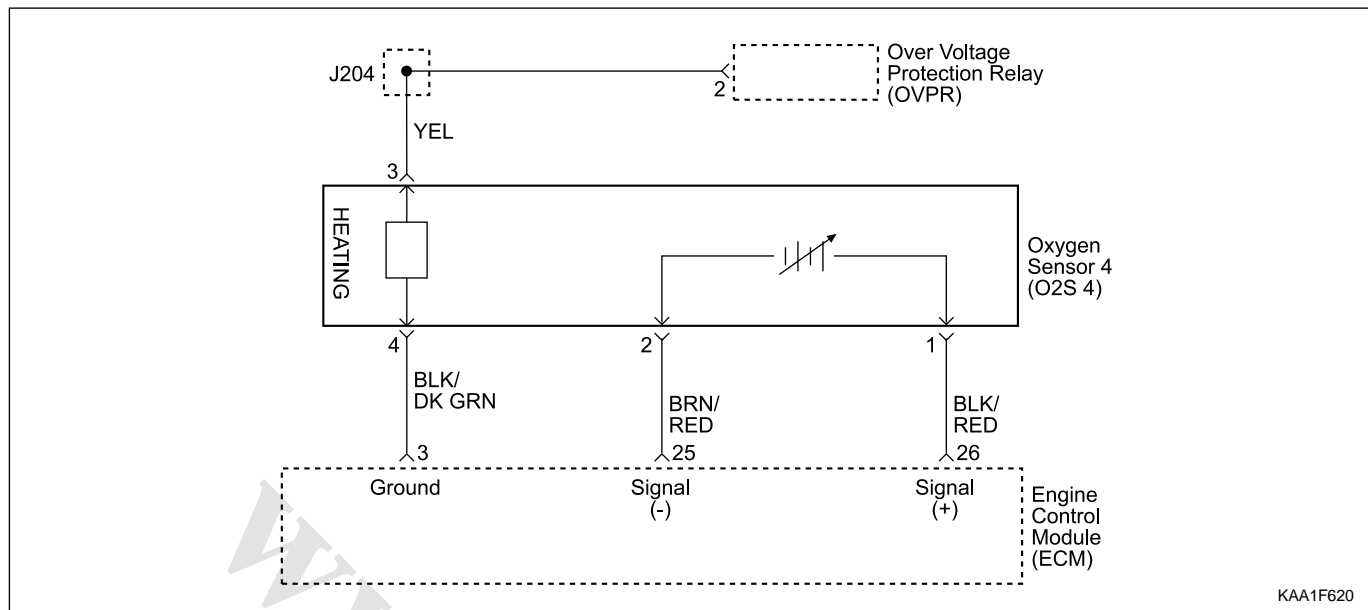 J204
2
Over Voltage
Protection Relay
(OVPR)
YEL
3
HEATING
Oxygen
Sensor 4
(O2S 4)
4
2
1
BLK/
DK GRN
BRN/
RED
BLK/
RED
3
25
26
Ground
Signal
(-)
Signal
(+)
Engine
Control
Module
(ECM)
KAA1F620